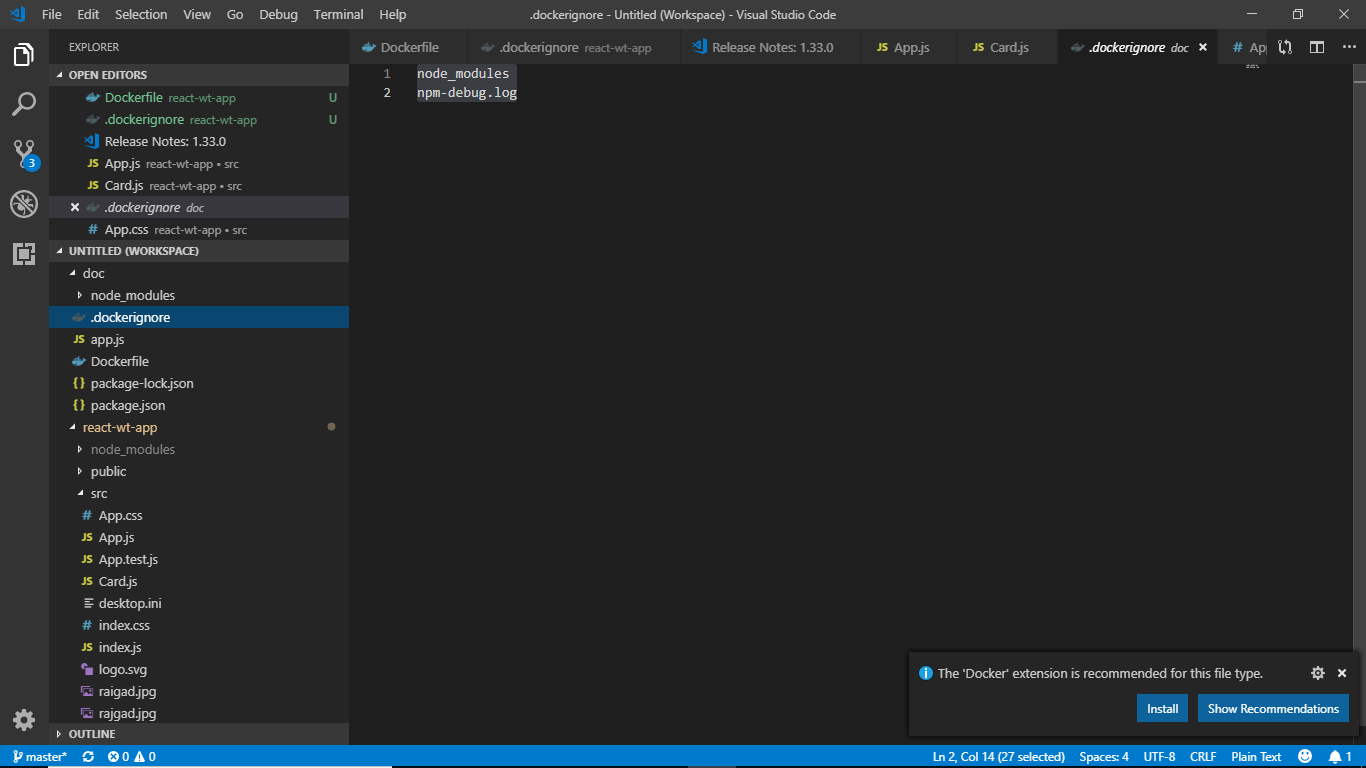 File Edit Selection View Go Debug Terminal Help .dockerignore - Untitled (Workspace) - Visual Studio Code
EXPLORER
Dockerfile .dockerignore react-wt-app Release Notes: 1.33.0 JS App.js JS Card.js .dockerignore doc # Ap
OPEN EDITORS
Dockerfile react-wt-app U
.dockerignore react-wt-app U
Release Notes: 1.33.0
JS App.js react-wt-app • src
JS Card.js react-wt-app • src
.dockerignore doc
# App.css react-wt-app • src
3
UNTITLED (WORKSPACE)
doc
node_modules
.dockerignore
JS app.js
Dockerfile
{} package-lock.json
{} package.json
react-wt-app
node_modules
public
src
# App.css
JS App.js
JS App.test.js
JS Card.js
desktop.ini
# index.css
JS index.js
logo.svg
raigad.jpg
rajgad.jpg
OUTLINE
1 node_modules
2 npm-debug.log
The 'Docker' extension is recommended for this file type.
Install Show Recommendations
master* 0 0 Ln 2, Col 14 (27 selected) Spaces: 4 UTF-8 CRLF Plain Text 1